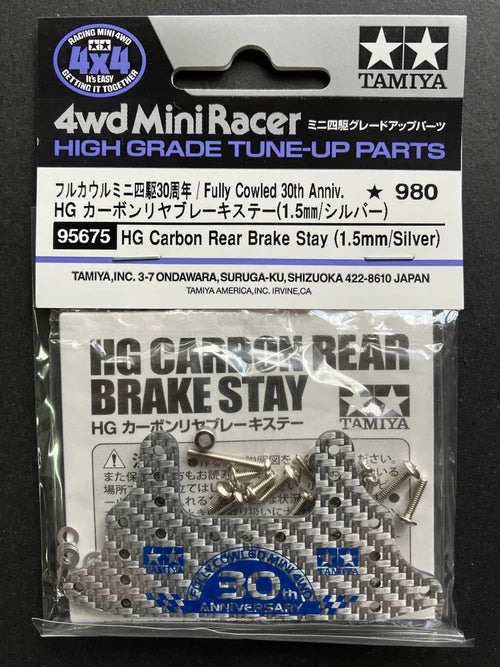 RACING MINI 4WD
4x4
It's EASY
GETTING IT TOGETHER
TAMIYA
4wd Mini Racer ミニ四駆グレードアップパーツ
HIGH GRADE TUNE-UP PARTS
フルカウルミニ四駆30周年/Fully Cowled 30th Anniv. ★ 980
HG カーボンリヤブレーキステー(1.5mm/シルバー)
95675 HG Carbon Rear Brake Stay (1.5mm/Silver)
TAMIYA,INC. 3-7 ONDAWARA,SURUGA-KU,SHIZUOKA 422-8610 JAPAN
TAMIYA AMERICA,INC. IRVINE,CA
HG CARBON REAR
BRAKE STAY
HG カーボンリヤブレーキステー
TAMIYA
TAMIYA
TAMIYA
FULLY COWLED MINI 4WD
30th
ANNIVERSARY